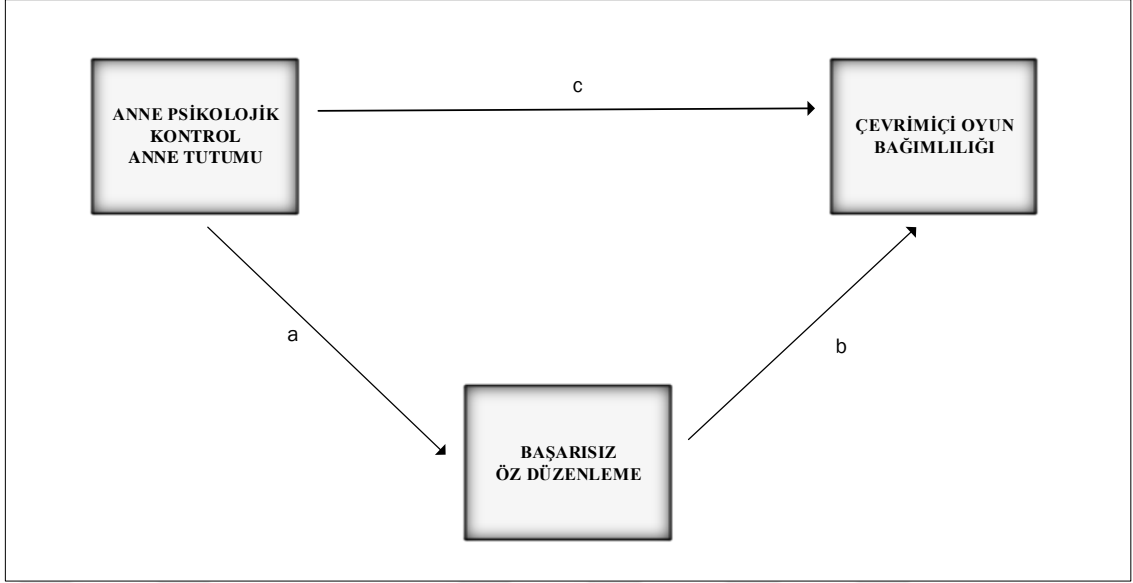 ANNE PSİKOLOJİK
KONTROL
ANNE TUTUMU
c
ÇEVRİMİÇİ OYUN
BAĞIMLILIĞI
a
b
BAŞARISIZ
ÖZ DÜZENLEME